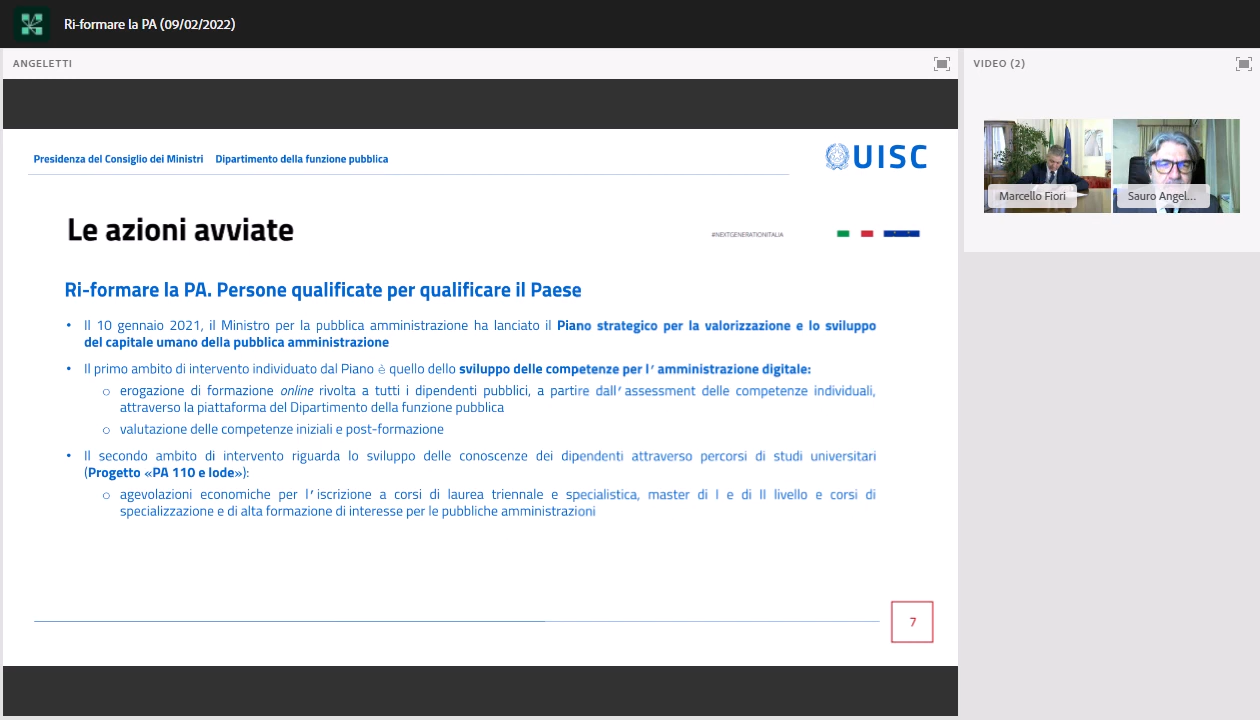 Ri-formare la PA (09/02/2022)
ANGELETTI
VIDEO (2)
Presidenza del Consiglio dei Ministri Dipartimento della funzione pubblica
UISC
Marcello Fiori
Sauro Angel...
Le azioni avviate
#NEXTGENERATIONITALIA
Ri-formare la PA. Persone qualificate per qualificare il Paese
• Il 10 gennaio 2021, il Ministro per la pubblica amministrazione ha lanciato il Piano strategico per la valorizzazione e lo sviluppo
del capitale umano della pubblica amministrazione
• Il primo ambito di intervento individuato dal Piano è quello dello sviluppo delle competenze per l’amministrazione digitale:
o erogazione di formazione online rivolta a tutti i dipendenti pubblici, a partire dall’assessment delle competenze individuali,
attraverso la piattaforma del Dipartimento della funzione pubblica
o valutazione delle competenze iniziali e post-formazione
• Il secondo ambito di intervento riguarda lo sviluppo delle conoscenze dei dipendenti attraverso percorsi di studi universitari
(Progetto «PA 110 e lode»):
o agevolazioni economiche per l’iscrizione a corsi di laurea triennale e specialistica, master di I e di II livello e corsi di
specializzazione e di alta formazione di interesse per le pubbliche amministrazioni
7